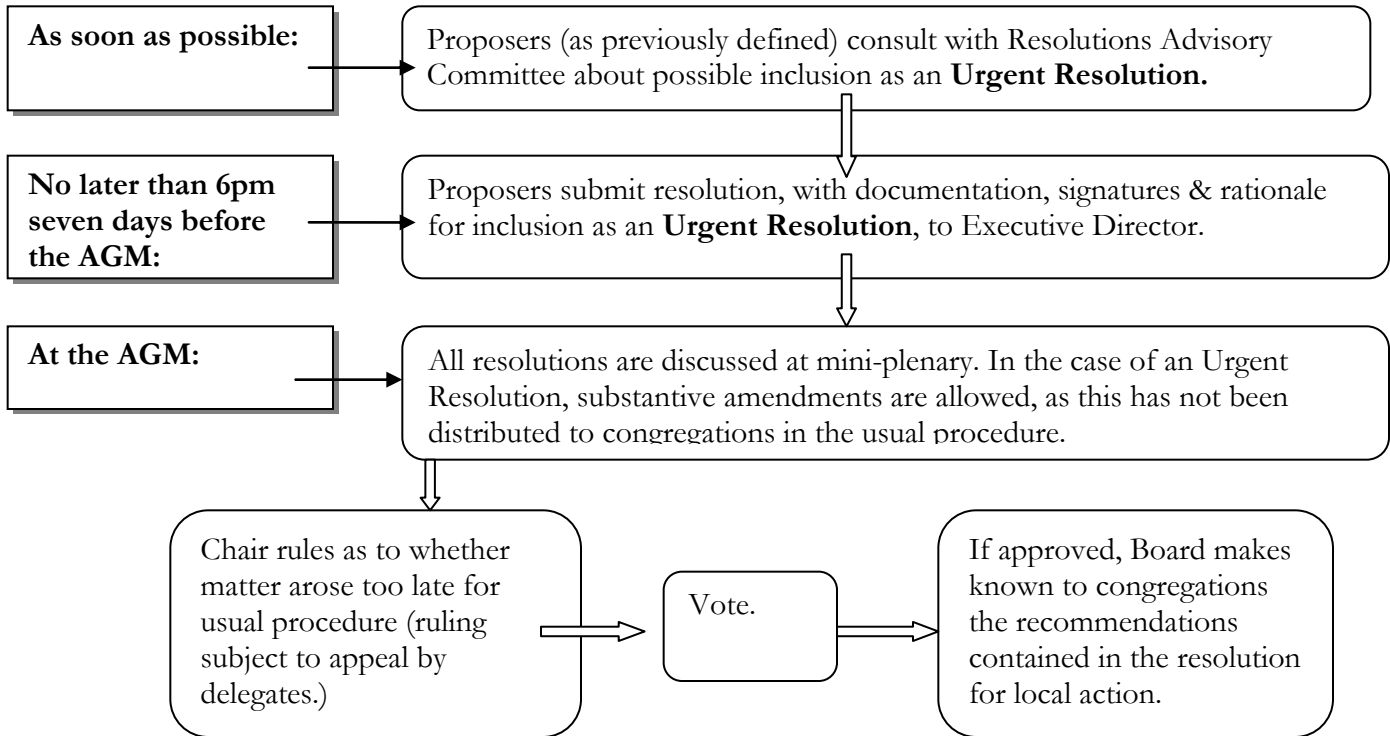 As soon as possible:
Proposers (as previously defined) consult with Resolutions Advisory
Committee about possible inclusion as an Urgent Resolution.
No later than 6pm
seven days before
the AGM:
Proposers submit resolution, with documentation, signatures & rationale
for inclusion as an Urgent Resolution, to Executive Director.
At the AGM:
All resolutions are discussed at mini-plenary. In the case of an Urgent
Resolution, substantive amendments are allowed, as this has not been
distributed to congregations in the usual procedure.
Chair rules as to whether
matter arose too late for
usual procedure (ruling
subject to appeal by
delegates.)
Vote.
If approved, Board makes
known to congregations
the recommendations
contained in the resolution
for local action.